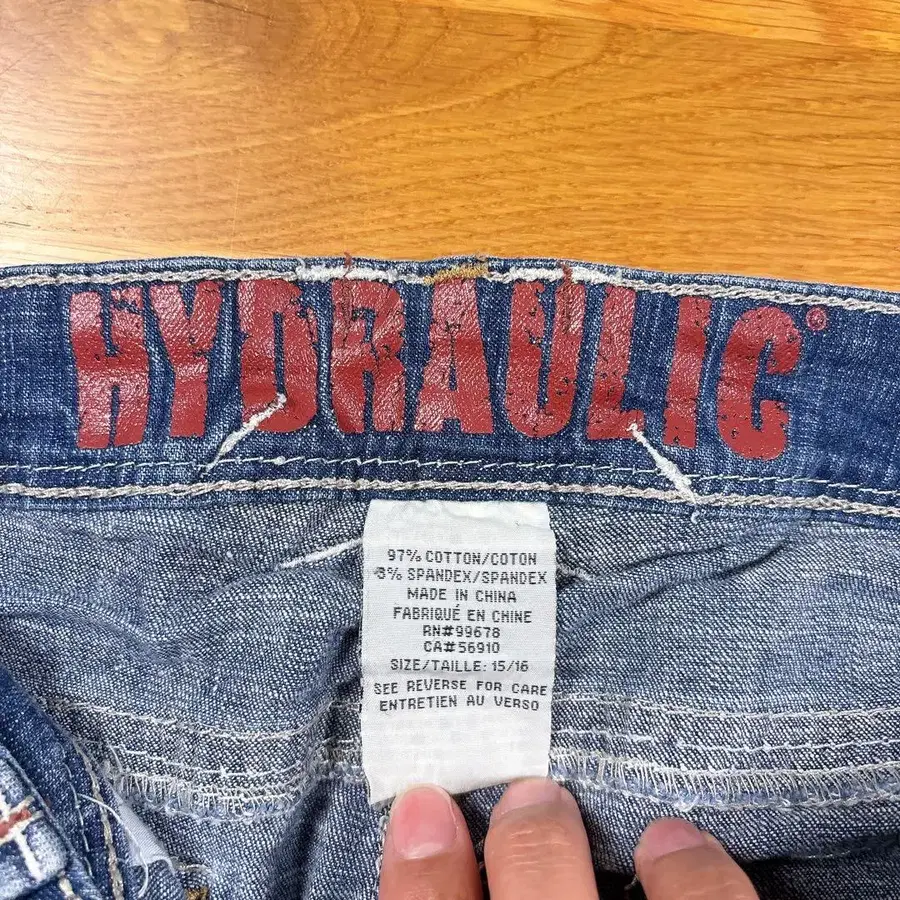 HYDRAULIC®
97% COTTON/COTON
3% SPANDEX/SPANDEX
MADE IN CHINA
FABRIQUÉ EN CHINE
RN#99678
CA#56910
SIZE/TAILLE: 15/16
SEE REVERSE FOR CARE
ENTRETIEN AU VERSO